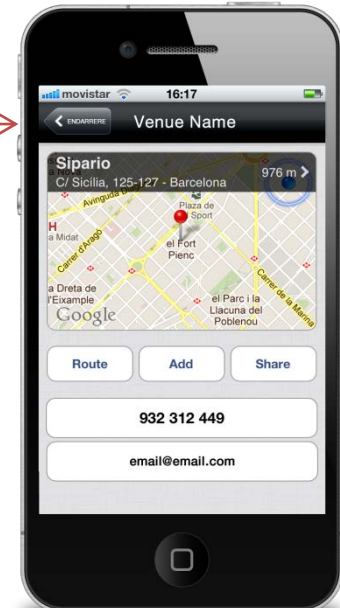 movistar 16:17
ENDARRERE Venue Name
Sipario
C/ Sicilia, 125-127 - Barcelona
976 m
Avinguda
Plaza de
Sport
H
a Midat
Carrer d'Aragó
el Fort
Pienc
Carrer de la Marina
a Dreta de
l'Eixample
el Parc i la
Llacuna del
Poblenou
Google
Route Add Share
932 312 449
email@email.com